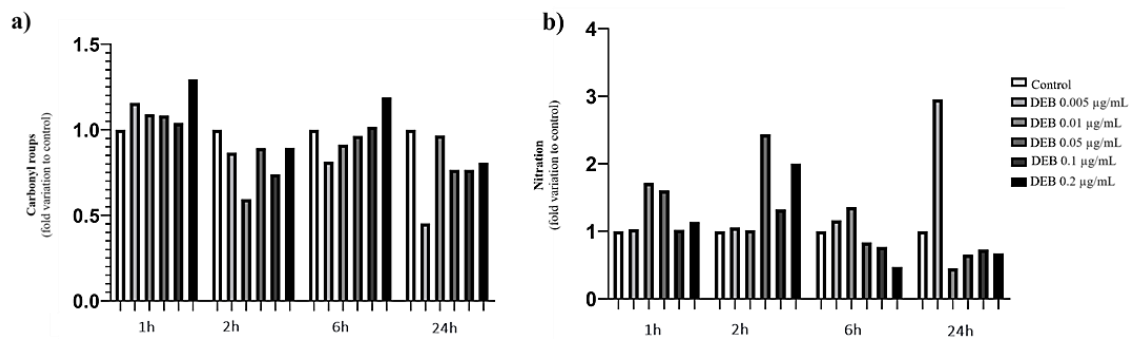 a)
Carbonyl roups
(fold variation to control)
1.5
1.0
0.5
0.0
1h
2h
6h
24h
b)
Nitration
(fold variation to control)
4
3
2
1
0
1h
2h
6h
24h
Control
DEB 0.005 µg/mL
DEB 0.01 µg/mL
DEB 0.05 µg/mL
DEB 0.1 µg/mL
DEB 0.2 µg/mL